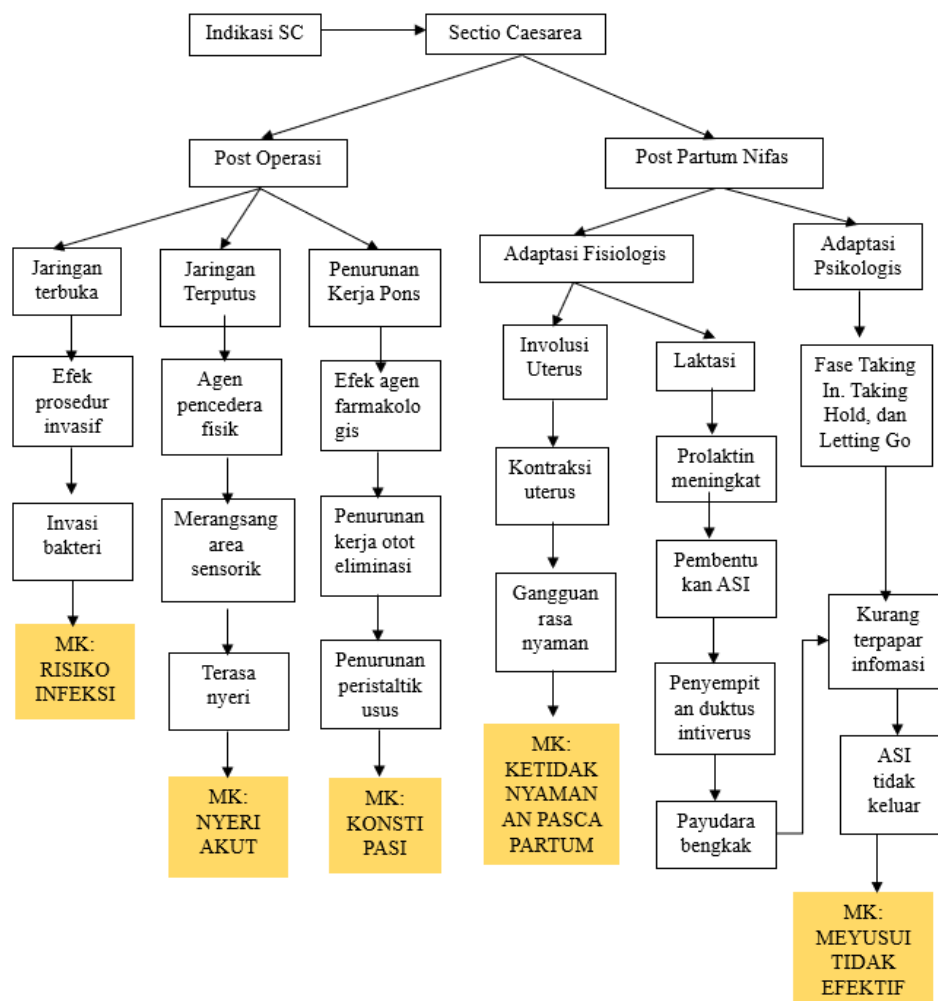 Indikasi SC
Sectio Caesarea
Post Operasi
Post Partum Nifas
Jaringan
terbuka
Efek
prosedur
invasif
Invasi
bakteri
MK:
RISIKO
INFEKSI
Jaringan
Terputus
Agen
pencedera
fisik
Merangsang
area
sensorik
Terasa
nyeri
MK:
NYERI
AKUT
Penurunan
Kerja Pons
Efek agen
farmakolo
gis
Penurunan
kerja otot
eliminasi
Penurunan
peristaltik
usus
MK:
KONSTI
PASI
Adaptasi Fisiologis
Involusi
Uterus
Kontraksi
uterus
Gangguan
rasa
nyaman
MK:
KETIDAK
NYAMAN
AN PASCA
PARTUM
Laktasi
Prolaktin
meningkat
Pembentu
kan ASI
Penyempit
an duktus
intiverus
Payudara
bengkak
Adaptasi
Psikologis
Fase Taking
In. Taking
Hold, dan
Letting Go
Kurang
terpapar
infomasi
ASI
tidak
keluar
MK:
MEYUSUI
TIDAK
EFEKTIF